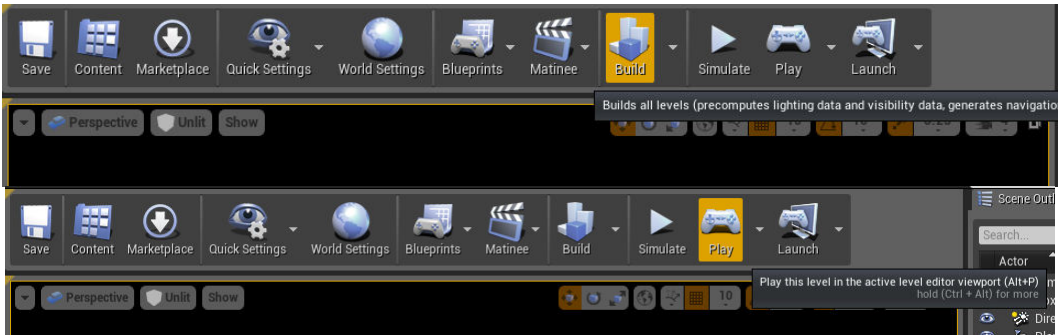 Save Content Marketplace Quick Settings World Settings Blueprints Matinee Build Simulate Play Launch
Builds all levels (precomputes lighting data and visibility data, generates navigatio
Perspective Unlit Show
Save Content Marketplace Quick Settings World Settings Blueprints Matinee Build Simulate Play Launch
Scene Outl
Search...
Actor
Play this level in the active level editor viewport (Alt+P)
hold (Ctrl + Alt) for more
Perspective Unlit Show 10
Dire